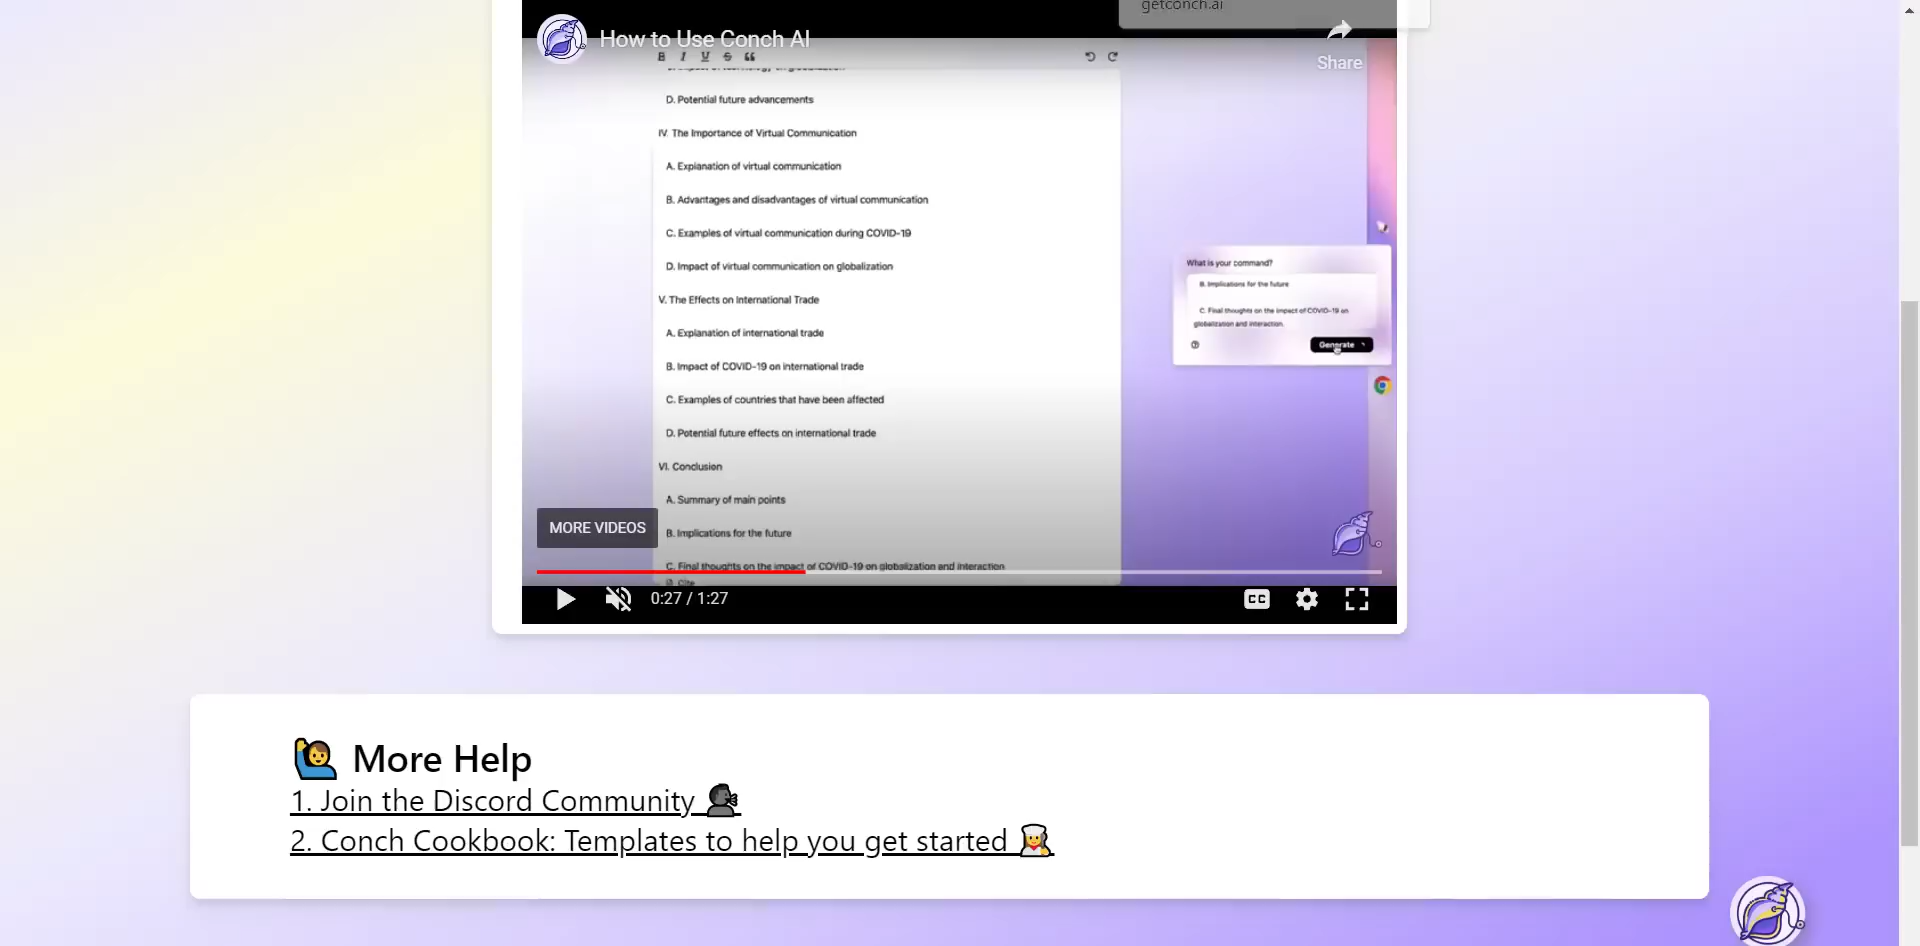 getconch.ai
How to Use Conch AI
Share
B I U S
D. Potential future advancements
IV. The Importance of Virtual Communication
A. Explanation of virtual communication
B. Advantages and disadvantages of virtual communication
C. Examples of virtual communication during COVID-19
D. Impact of virtual communication on globalization
V. The Effects on International Trade
A. Explanation of international trade
B. Impact of COVID-19 on international trade
C. Examples of countries that have been affected
D. Potential future effects on international trade
VI. Conclusion
A. Summary of main points
B. Implications for the future
C. Final thoughts on the impact of COVID-19 on globalization and interaction
Cite
What is your command?
B. Implications for the future
C. Final thoughts on the impact of COVID-19 on
globalization and interaction.
Generate
MORE VIDEOS
0:27 / 1:27
CC
More Help
1. Join the Discord Community
2. Conch Cookbook: Templates to help you get started